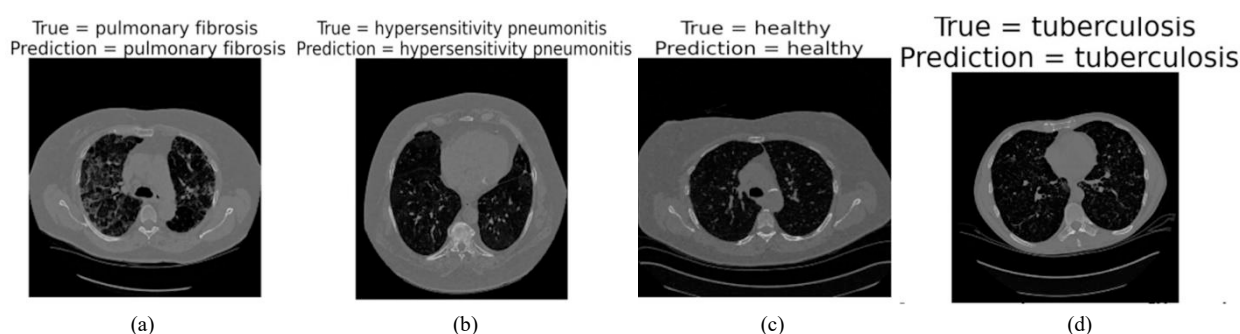 True = pulmonary fibrosis
Prediction = pulmonary fibrosis
True = hypersensitivity pneumonitis
Prediction = hypersensitivity pneumonitis
True = healthy
Prediction = healthy
True = tuberculosis
Prediction = tuberculosis
(a)
(b)
(c)
(d)